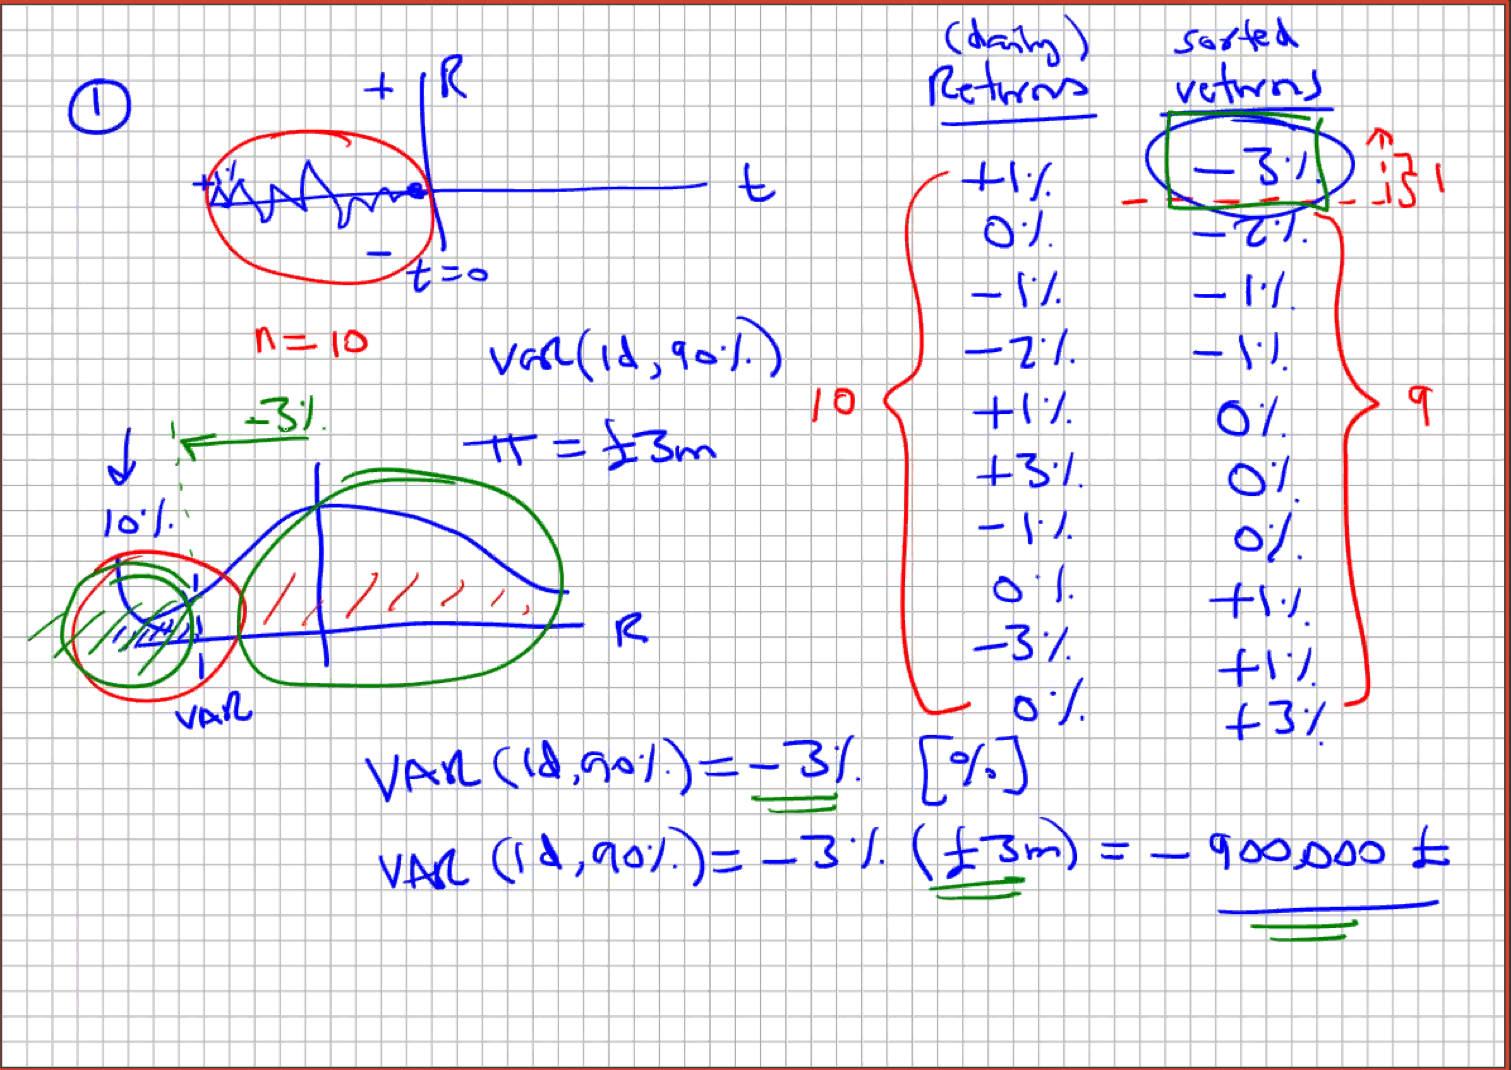 ①
+ R
+1%
t
−
t=0
n=10
VaR(1d,90%)
π = £3m
-3%
10%
R
VAR
(daily)
Returns
+1%
0%
-1%
-2%
+1%
+3%
-1%
0%
-3%
0%
10
sorted
returns
-3%
-2%
-1%
-1%
0%
0%
0%
+1%
+1%
+3%
1
9
VAR(1d,90%)=-3% [%]
VAR(1d,90%)=-3% (£3m) = -900,000 £